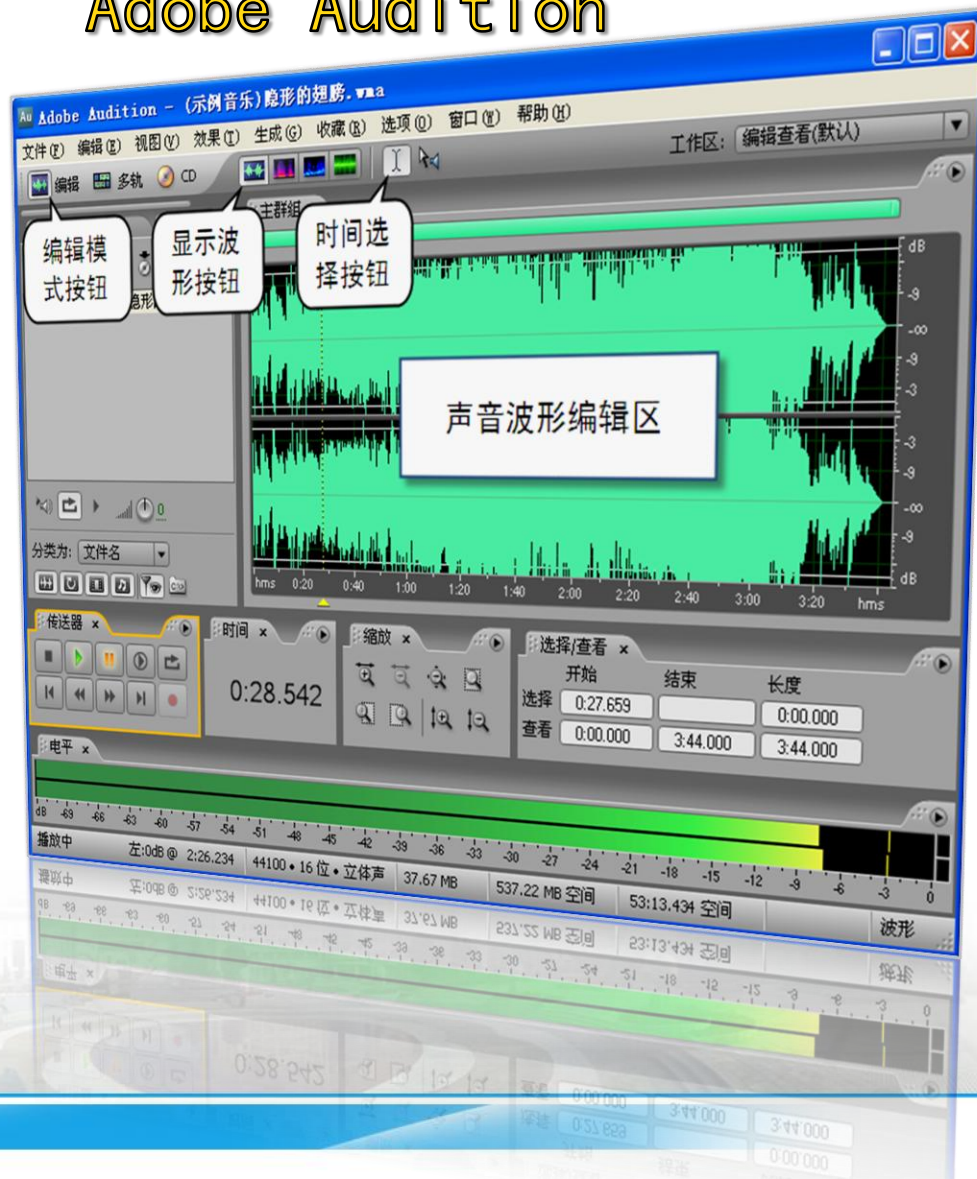 Adobe Audition
Au Adobe Audition - (示例音乐)隐形的翅膀.wma
文件(F) 编辑(E) 视图(V) 效果(T) 生成(G) 收藏(R) 选项(O) 窗口(W) 帮助(H)
编辑 多轨 CD
工作区: 编辑查看(默认)
主群组
编辑模
式按钮
显示波
形按钮
时间选
择按钮
声音波形编辑区
dB
-9
-∞
-9
-3
-3
-9
-∞
-9
dB
hms 0:20 0:40 1:00 1:20 1:40 2:00 2:20 2:40 3:00 3:20 hms
0
分类为: 文件名
传送器 ×
时间 ×
0:28.542
缩放 ×
选择/查看 ×
开始 结束 长度
选择 0:27.659 0:00.000
查看 0:00.000 3:44.000 3:44.000
电平 ×
dB -69 -66 -63 -60 -57 -54 -51 -48 -45 -42 -39 -36 -33 -30 -27 -24 -21 -18 -15 -12 -9 -6 -3 0
播放中 左:0dB @ 2:26.234 44100 • 16 位 • 立体声 37.67 MB 537.22 MB 空间 53:13.434 空间 波形